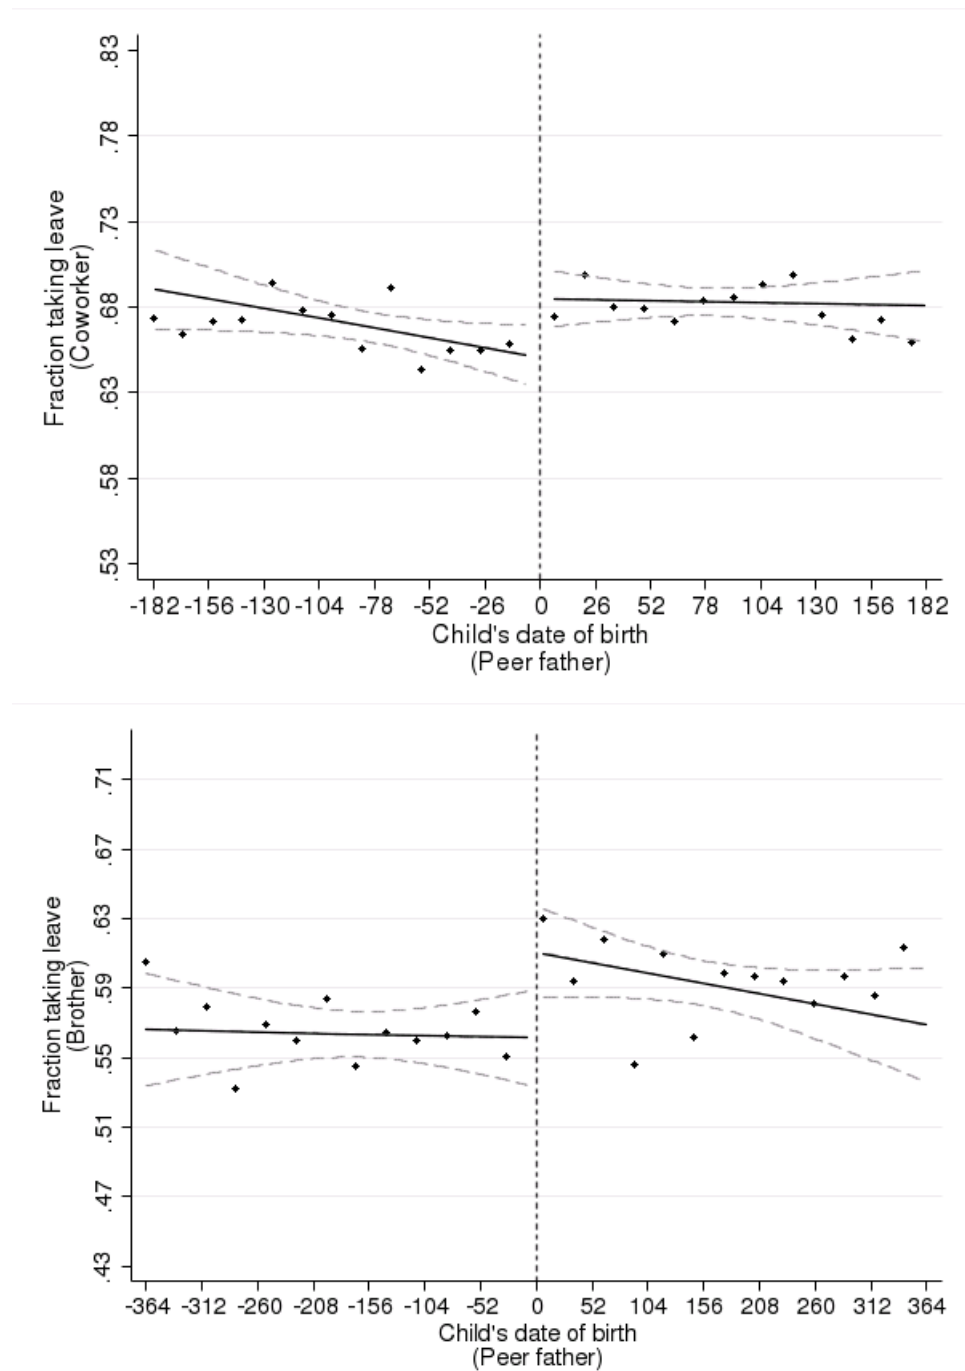 .83
.78
.73
.68
.63
.58
.53
Fraction taking leave
(Coworker)
-182 -156 -130 -104 -78 -52 -26 0 26 52 78 104 130 156 182
Child's date of birth
(Peer father)
.71
.67
.63
.59
.55
.51
.47
.43
Fraction taking leave
(Brother)
-364 -312 -260 -208 -156 -104 -52 0 52 104 156 208 260 312 364
Child's date of birth
(Peer father)